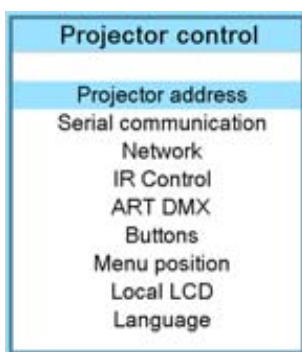 Projector control
Projector address
Serial communication
Network
IR Control
ART DMX
Buttons
Menu position
Local LCD
Language